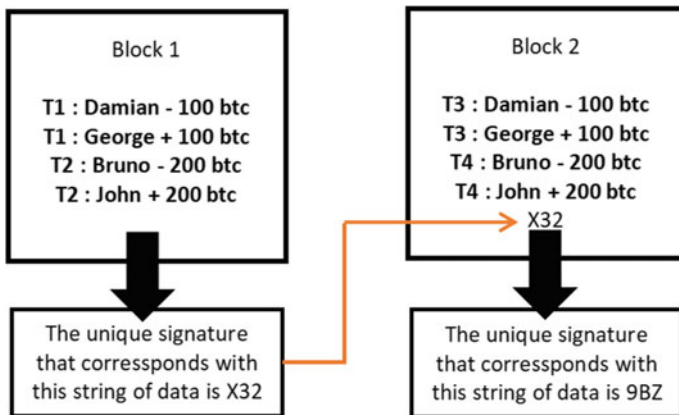 Block 1
T1 : Damian - 100 btc
T1 : George + 100 btc
T2 : Bruno - 200 btc
T2 : John + 200 btc
The unique signature
that corressponds with
this string of data is X32
Block 2
T3 : Damian - 100 btc
T3 : George + 100 btc
T4 : Bruno - 200 btc
T4 : John + 200 btc
X32
The unique signature
that corressponds with
this string of data is 9BZ